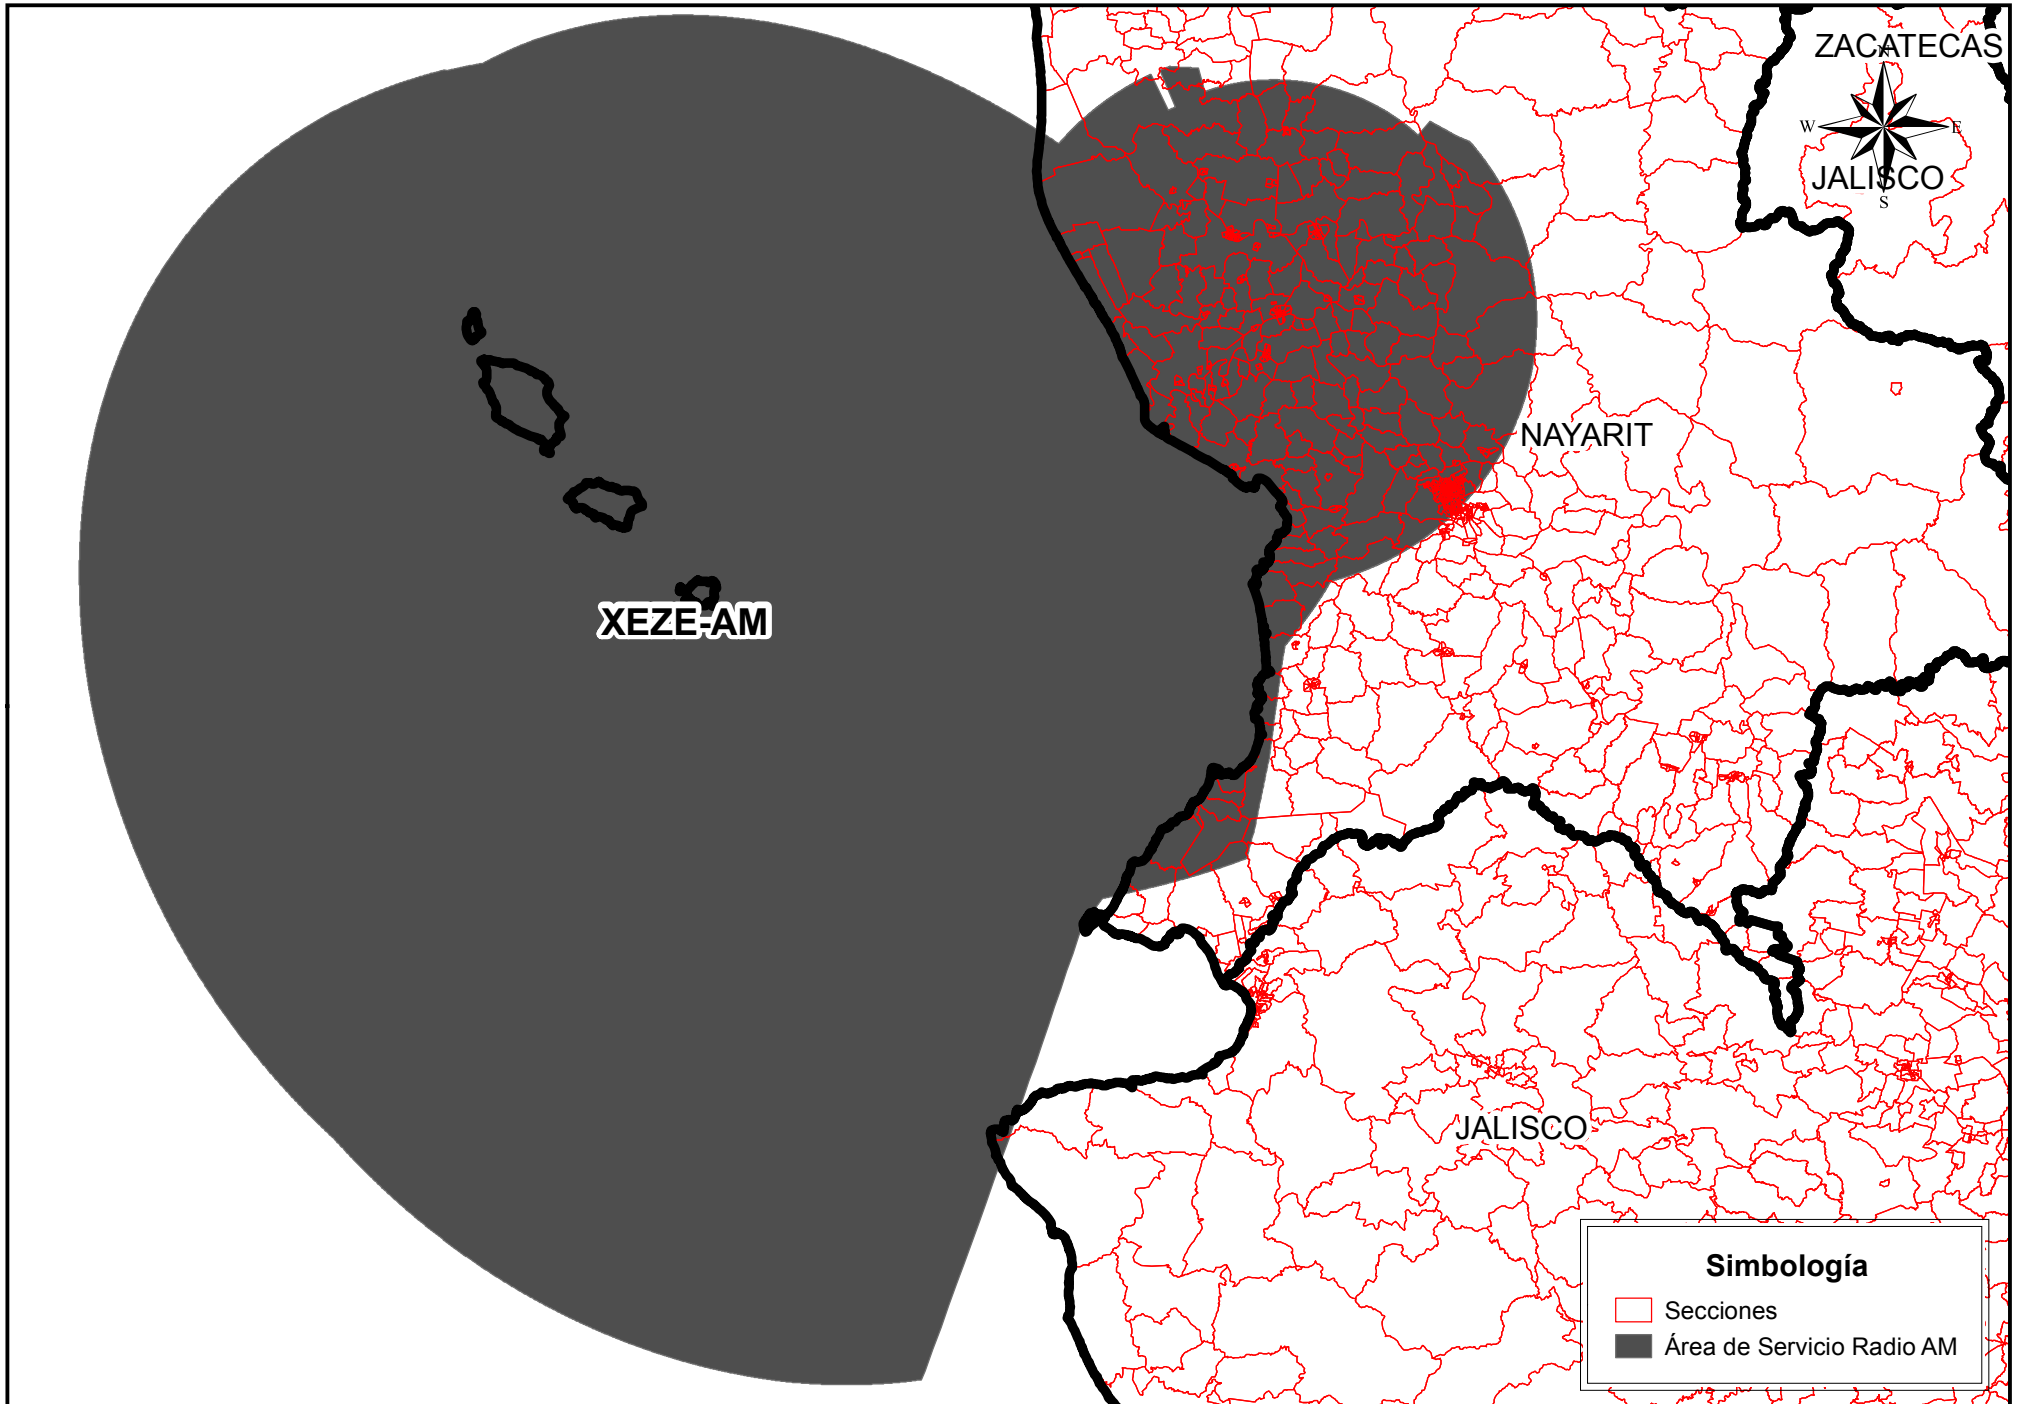 ZACATECAS
N
W E
JALISCO
S
NAYARIT
XEZE-AM
JALISCO
Simbología
Secciones
Área de Servicio Radio AM